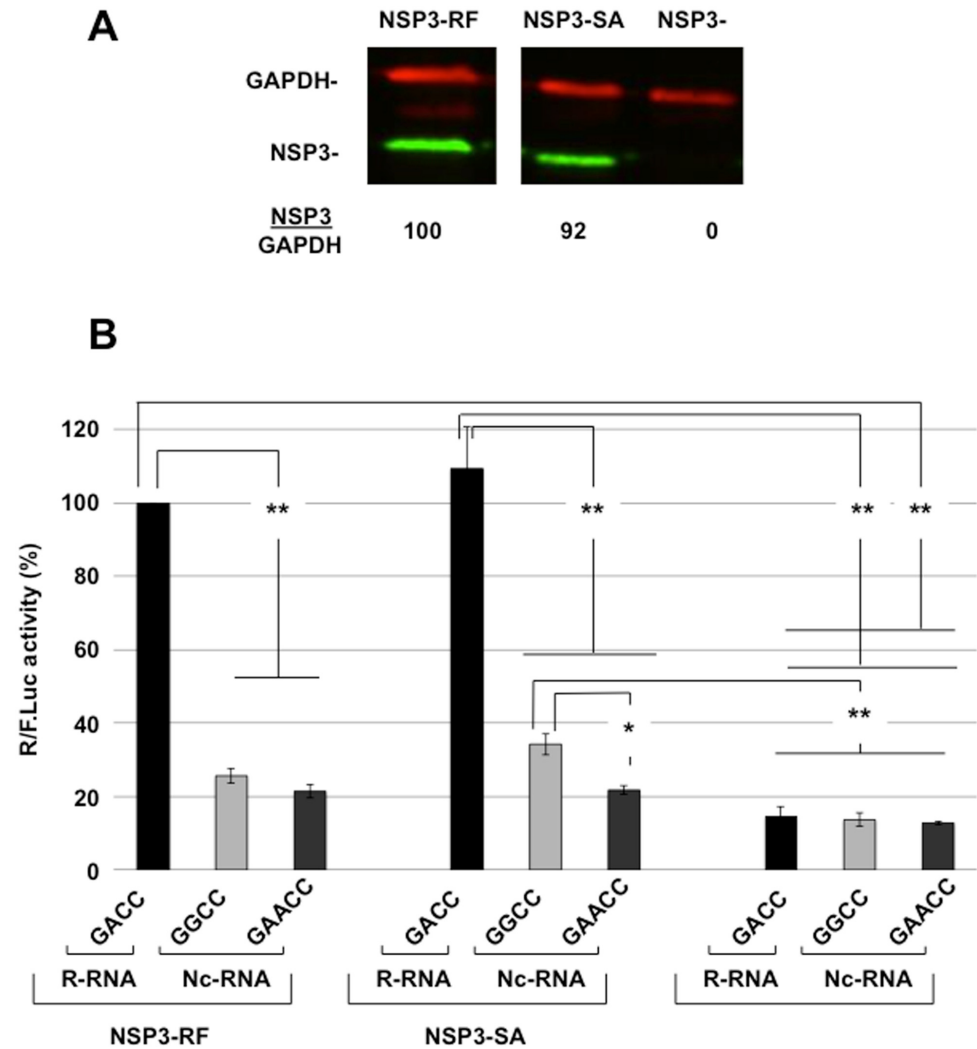 A
NSP3-RF NSP3-SA NSP3-
GAPDH-
NSP3-
NSP3
GAPDH
100 92 0
B
R/F.Luc activity (%)
120
100
80
60
40
20
0
** ** ** **
**
*
GACC GGCC GAACC GACC GGCC GAACC GACC GGCC GAACC
R-RNA Nc-RNA R-RNA Nc-RNA R-RNA Nc-RNA
NSP3-RF NSP3-SA